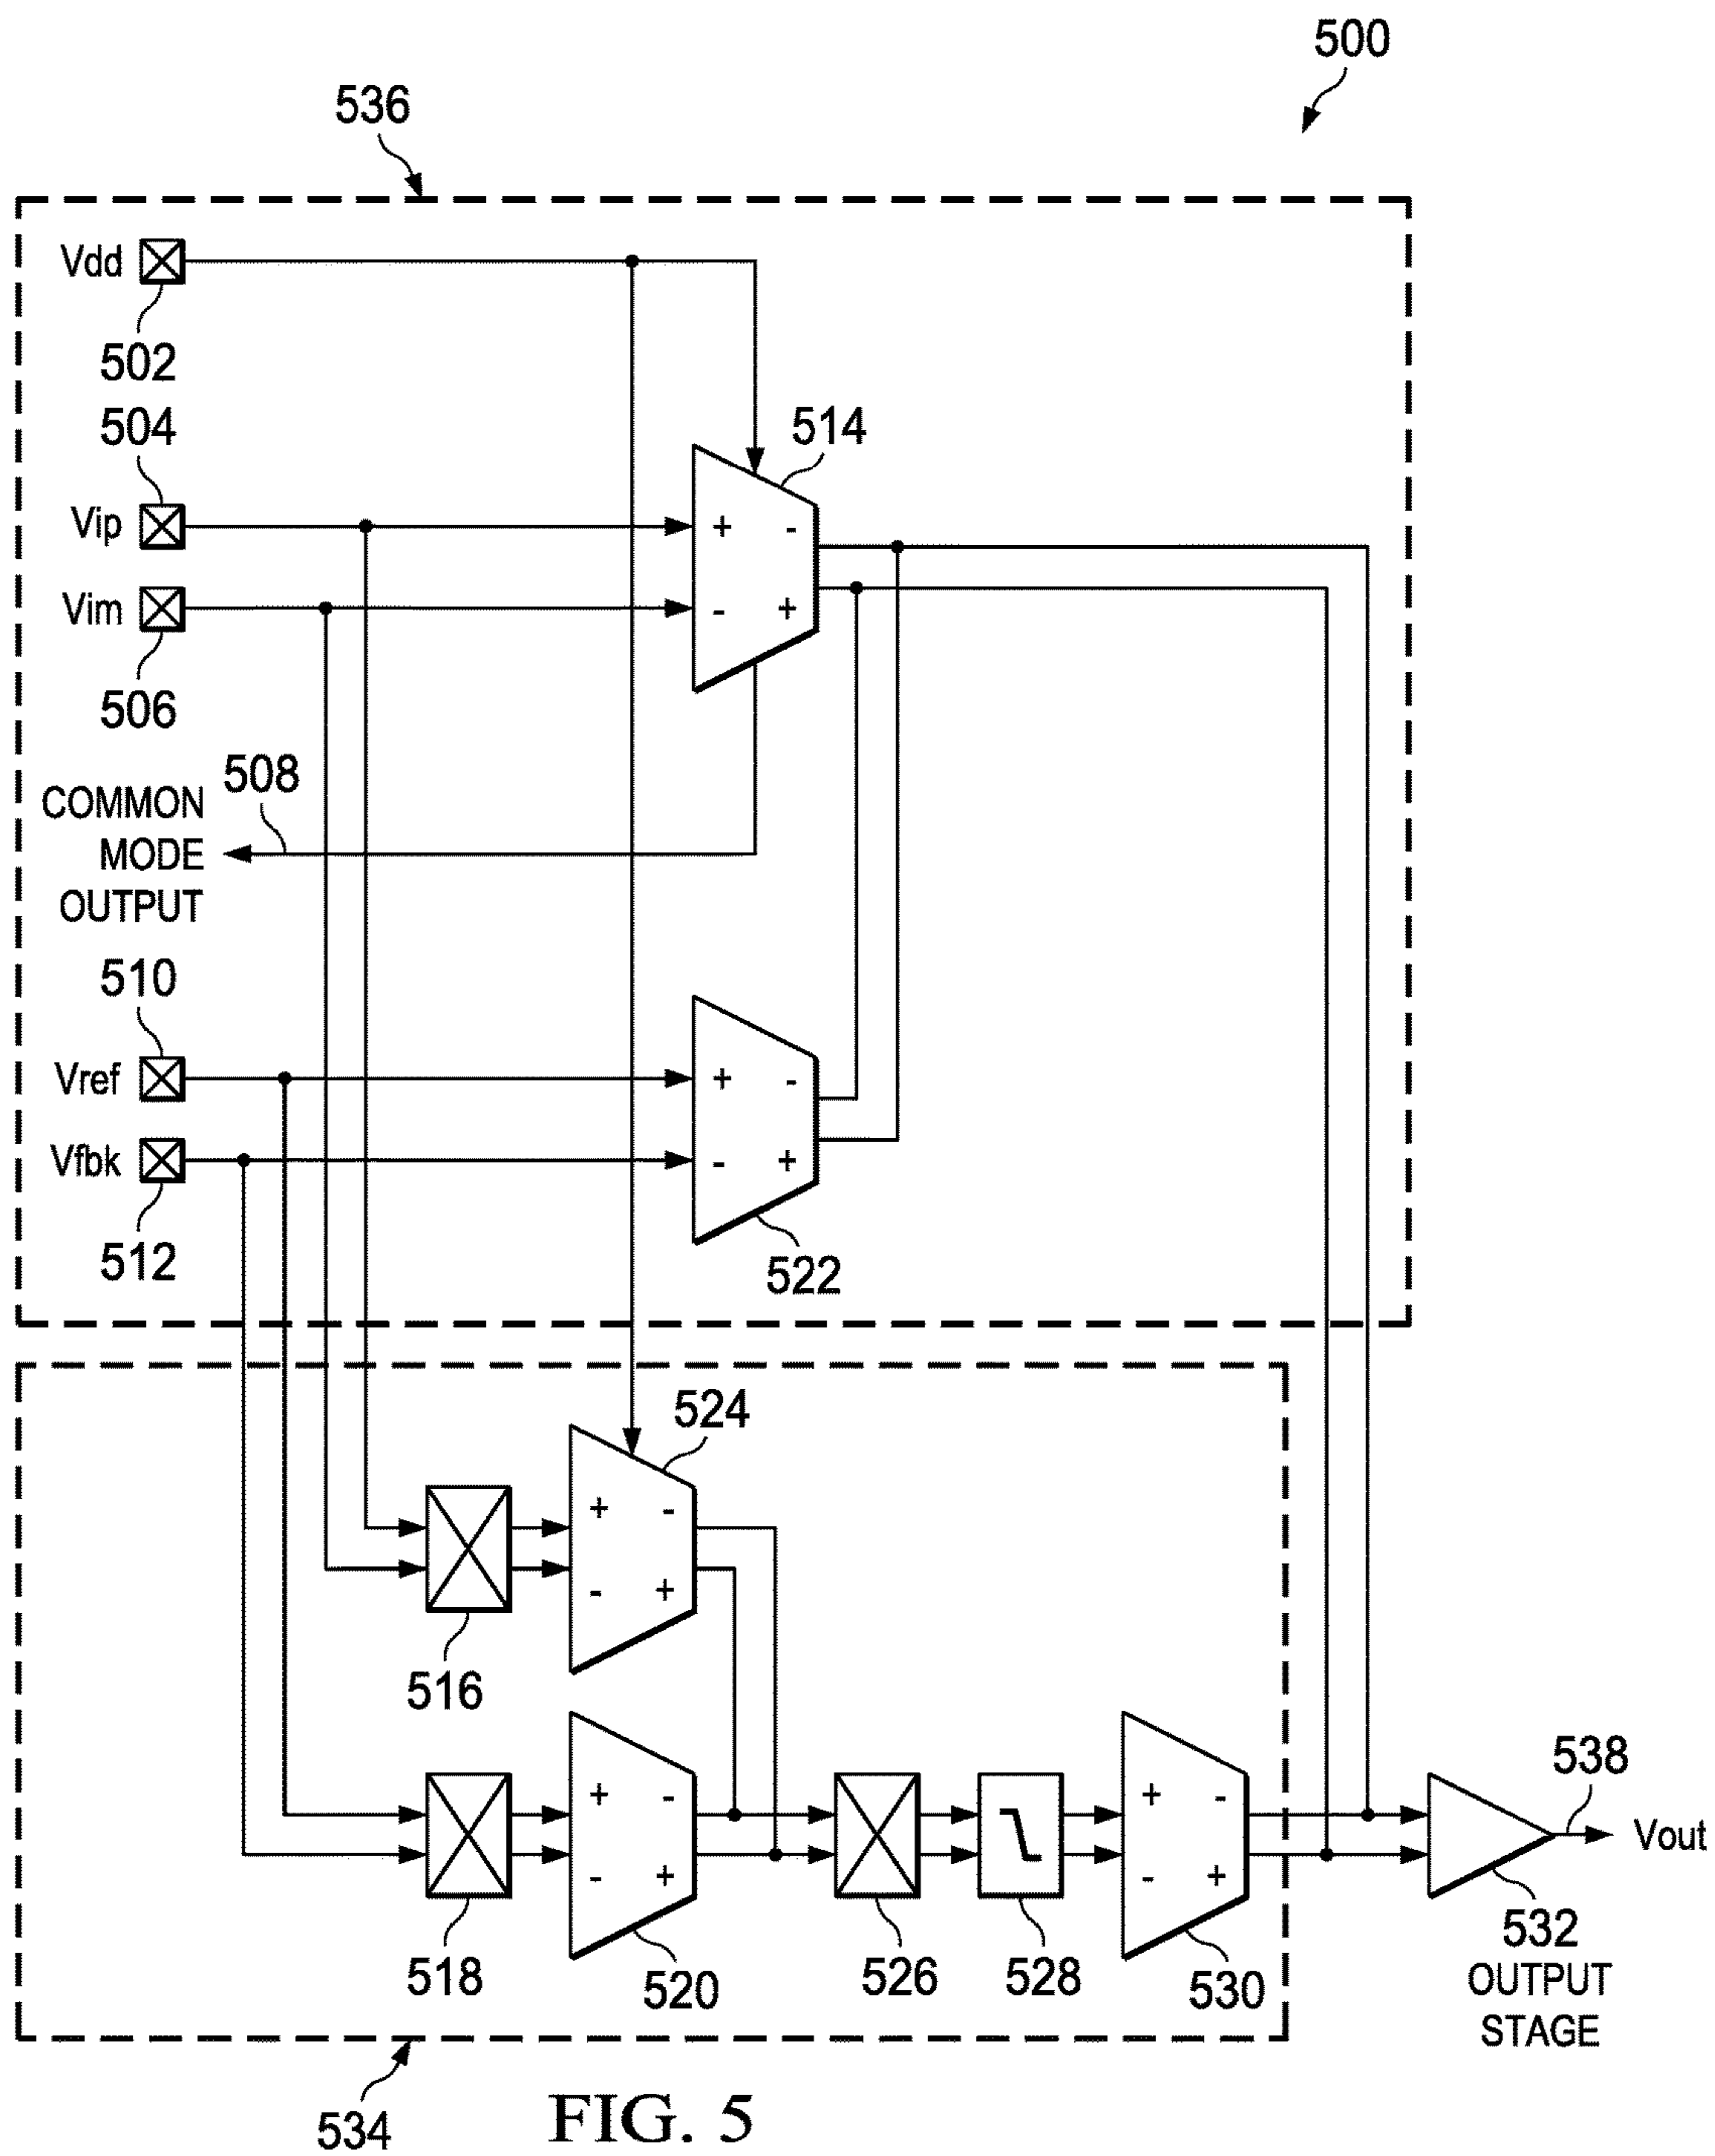 500
536
Vdd
502
504
514
Vip
+ -
Vim
- +
506
508
COMMON
MODE
OUTPUT
510
Vref
+ -
Vfbk
- +
512
522
524
+ -
- +
516
538
+ -
+ -
Vout
- +
- +
518
520
526
528
530
532
OUTPUT
STAGE
534
FIG. 5